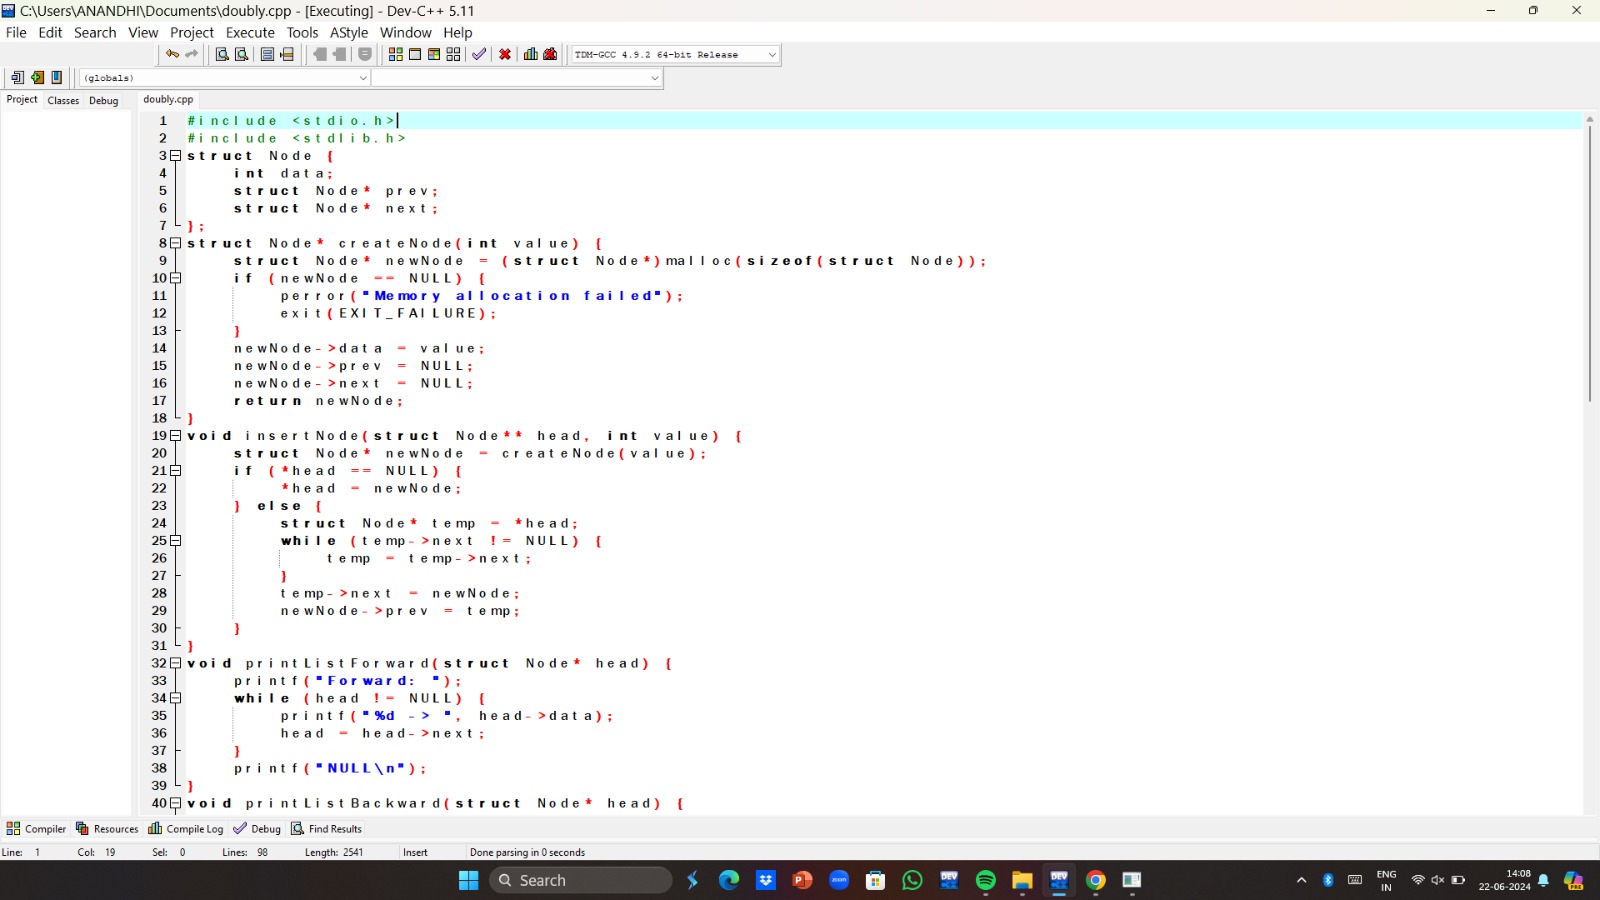 C:\Users\ANANDHI\Documents\doubly.cpp - [Executing] - Dev-C++ 5.11
File Edit Search View Project Execute Tools AStyle Window Help
TDM-GCC 4.9.2 64-bit Release
(globals)
Project Classes Debug doubly.cpp
1 #include <stdio.h>
2 #include <stdlib.h>
3 struct Node {
4 int data;
5 struct Node* prev;
6 struct Node* next;
7 };
8 struct Node* createNode(int value) {
9 struct Node* newNode = (struct Node*)malloc(sizeof(struct Node));
10 if (newNode == NULL) {
11 perror("Memory allocation failed");
12 exit(EXIT_FAILURE);
13 }
14 newNode->data = value;
15 newNode->prev = NULL;
16 newNode->next = NULL;
17 return newNode;
18 }
19 void insertNode(struct Node** head, int value) {
20 struct Node* newNode = createNode(value);
21 if (*head == NULL) {
22 *head = newNode;
23 } else {
24 struct Node* temp = *head;
25 while (temp->next != NULL) {
26 temp = temp->next;
27 }
28 temp->next = newNode;
29 newNode->prev = temp;
30 }
31 }
32 void printListForward(struct Node* head) {
33 printf("Forward: ");
34 while (head != NULL) {
35 printf("%d -> ", head->data);
36 head = head->next;
37 }
38 printf("NULL\n");
39 }
40 void printListBackward(struct Node* head) {
Compiler Resources Compile Log Debug Find Results
Line: 1 Col: 19 Sel: 0 Lines: 98 Length: 2541 Insert Done parsing in 0 seconds
Search
zoom
DEV
DEV
ENG
IN
14:08
22-06-2024
PRE